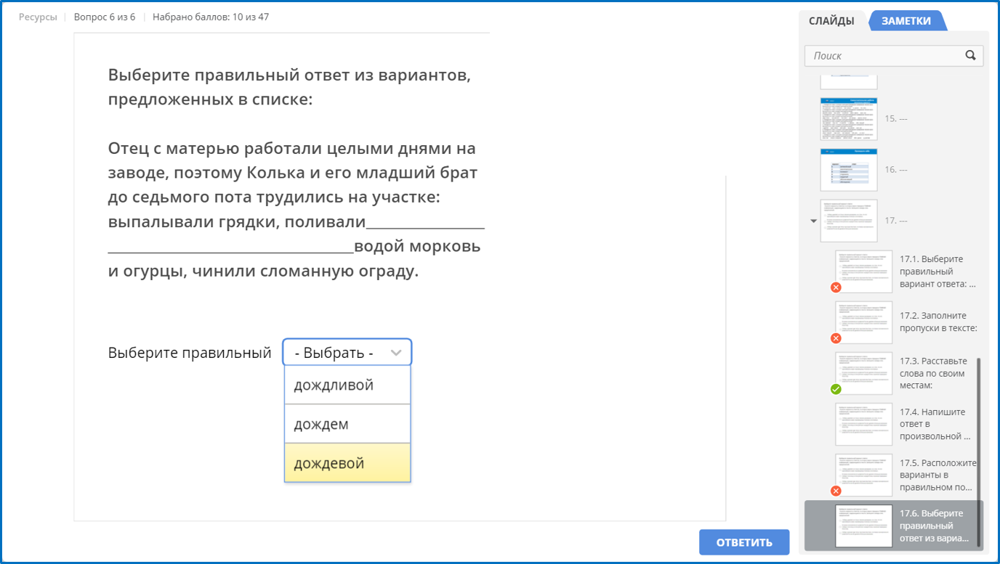 Ресурсы Вопрос 6 из 6 Набрано баллов: 10 из 47
Выберите правильный ответ из вариантов,
предложенных в списке:
Отец с матерью работали целыми днями на
заводе, поэтому Колька и его младший брат
до седьмого пота трудились на участке:
выпалывали грядки, поливали______________
_____________________________водой морковь
и огурцы, чинили сломанную ограду.
Выберите правильный - Выбрать -
дождливой
дождем
дождевой
ОТВЕТИТЬ
СЛАЙДЫ ЗАМЕТКИ
Поиск
15. ---
16. ---
17. ---
17.1. Выберите
правильный
вариант ответа: ...
17.2. Заполните
пропуски в тексте:
17.3. Расставьте
слова по своим
местам:
17.4. Напишите
ответ в
произвольной ...
17.5. Расположите
варианты в
правильном по...
17.6. Выберите
правильный
ответ из вариа...